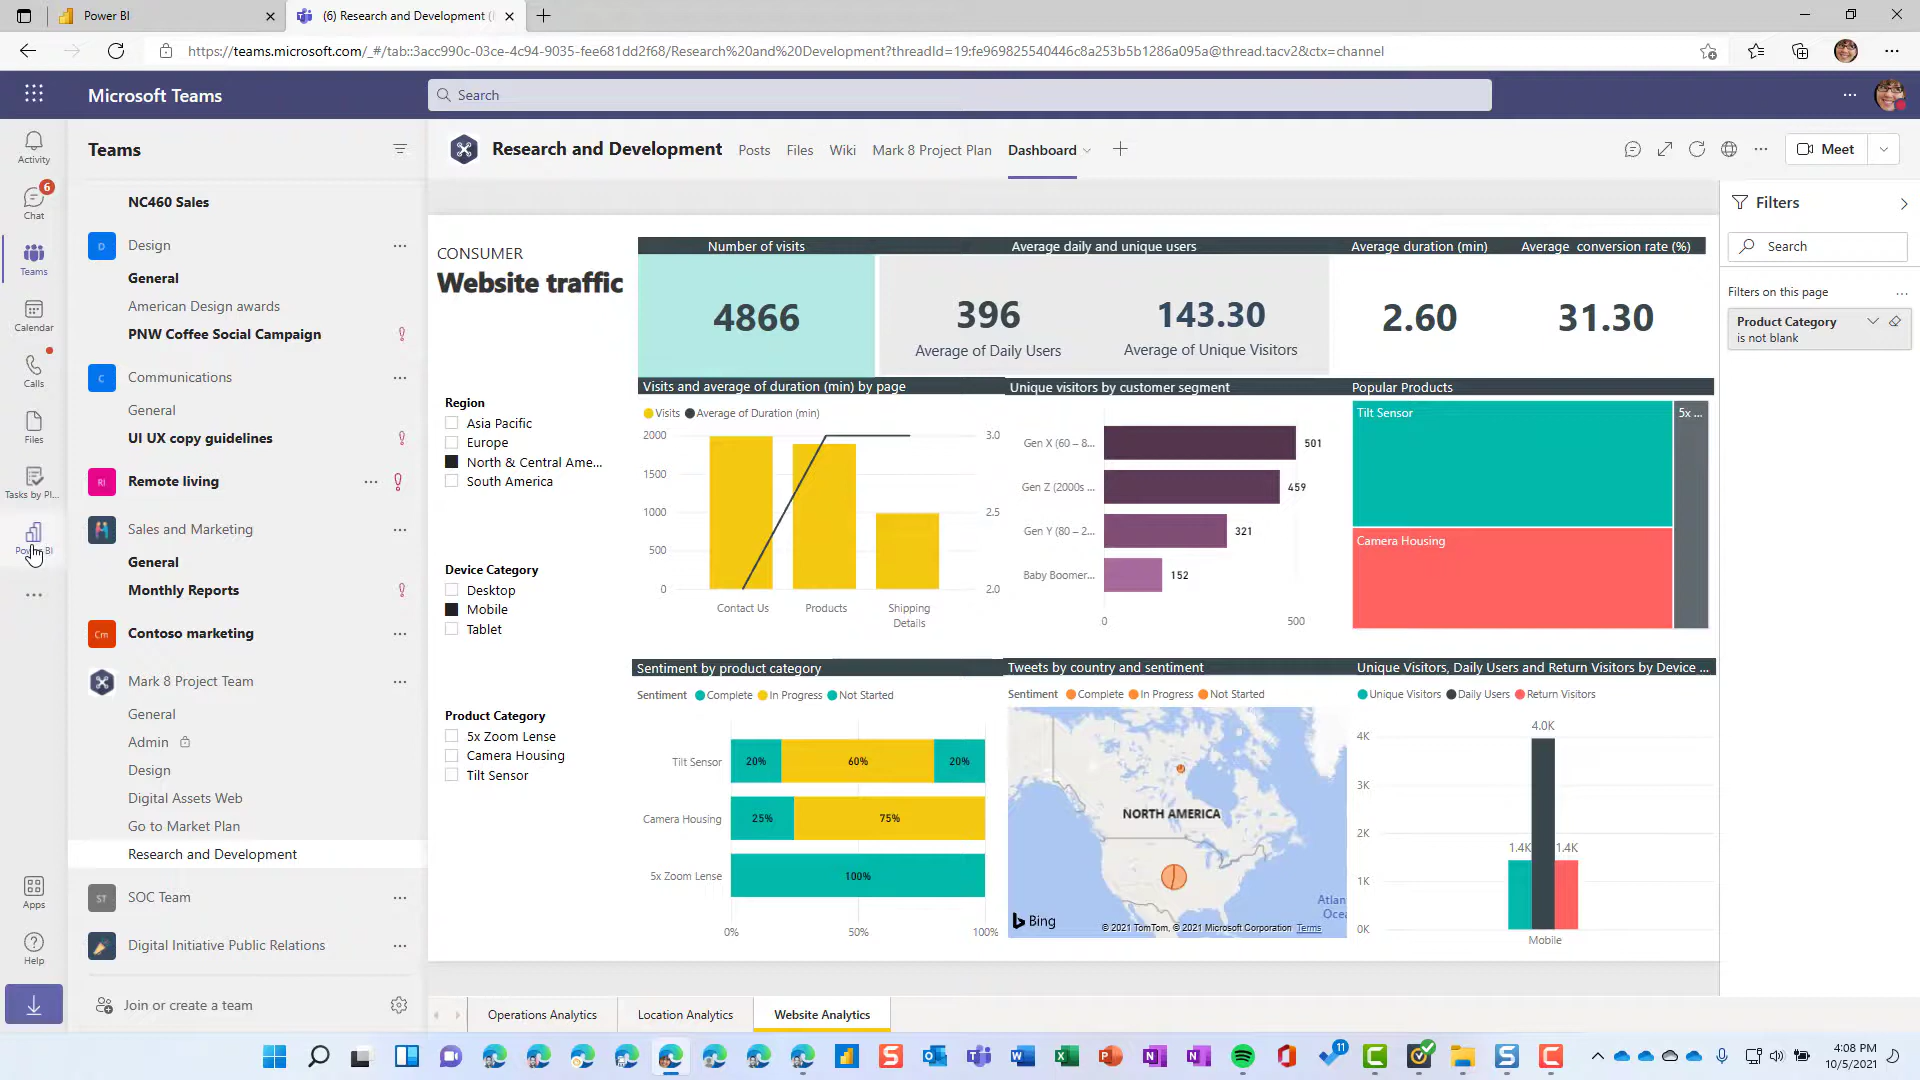 Power BI
(6) Research and Development (
https://teams.microsoft.com/_#/tab::3acc990c-03ce-4c94-9035-fee681dd2f68/Research%20and%20Development?threadId=19:fe969825540446c8a253b5b1286a095a@thread.tacv2&ctx=channel
Microsoft Teams
Search
Activity
6
Chat
Teams
Calendar
Calls
Files
Tasks by Pl...
Power BI
Apps
Help
Teams
NC460 Sales
D
Design
General
American Design awards
PNW Coffee Social Campaign
C
Communications
General
UI UX copy guidelines
Rl
Remote living
Sales and Marketing
General
Monthly Reports
Cm
Contoso marketing
Mark 8 Project Team
General
Admin
Design
Digital Assets Web
Go to Market Plan
Research and Development
ST
SOC Team
Digital Initiative Public Relations
Join or create a team
Research and Development
Posts
Files
Wiki
Mark 8 Project Plan
Dashboard
Meet
CONSUMER
Website traffic
Number of visits
Average daily and unique users
Average duration (min)
Average conversion rate (%)
4866
396
Average of Daily Users
143.30
Average of Unique Visitors
2.60
31.30
Region
Asia Pacific
Europe
North & Central Ame...
South America
Device Category
Desktop
Mobile
Tablet
Product Category
5x Zoom Lense
Camera Housing
Tilt Sensor
Visits and average of duration (min) by page
Visits
Average of Duration (min)
2000
1500
1000
500
0
3.0
2.5
2.0
Contact Us
Products
Shipping
Details
Unique visitors by customer segment
Gen X (60 – 8...
501
Gen Z (2000s ...
459
Gen Y (80 – 2...
321
Baby Boomer...
152
0
500
Popular Products
Tilt Sensor
5x ...
Camera Housing
Sentiment by product category
Sentiment
Complete
In Progress
Not Started
Tilt Sensor
20%
60%
20%
Camera Housing
25%
75%
5x Zoom Lense
100%
0%
50%
100%
Tweets by country and sentiment
Sentiment
Complete
In Progress
Not Started
NORTH AMERICA
Atlan
Oce
Bing
© 2021 TomTom, © 2021 Microsoft Corporation Terms
Unique Visitors, Daily Users and Return Visitors by Device ...
Unique Visitors
Daily Users
Return Visitors
4K
3K
2K
1K
0K
4.0K
1.4K
1.4K
Mobile
Filters
Search
Filters on this page
Product Category
is not blank
Operations Analytics
Location Analytics
Website Analytics
11
4:08 PM
10/5/2021